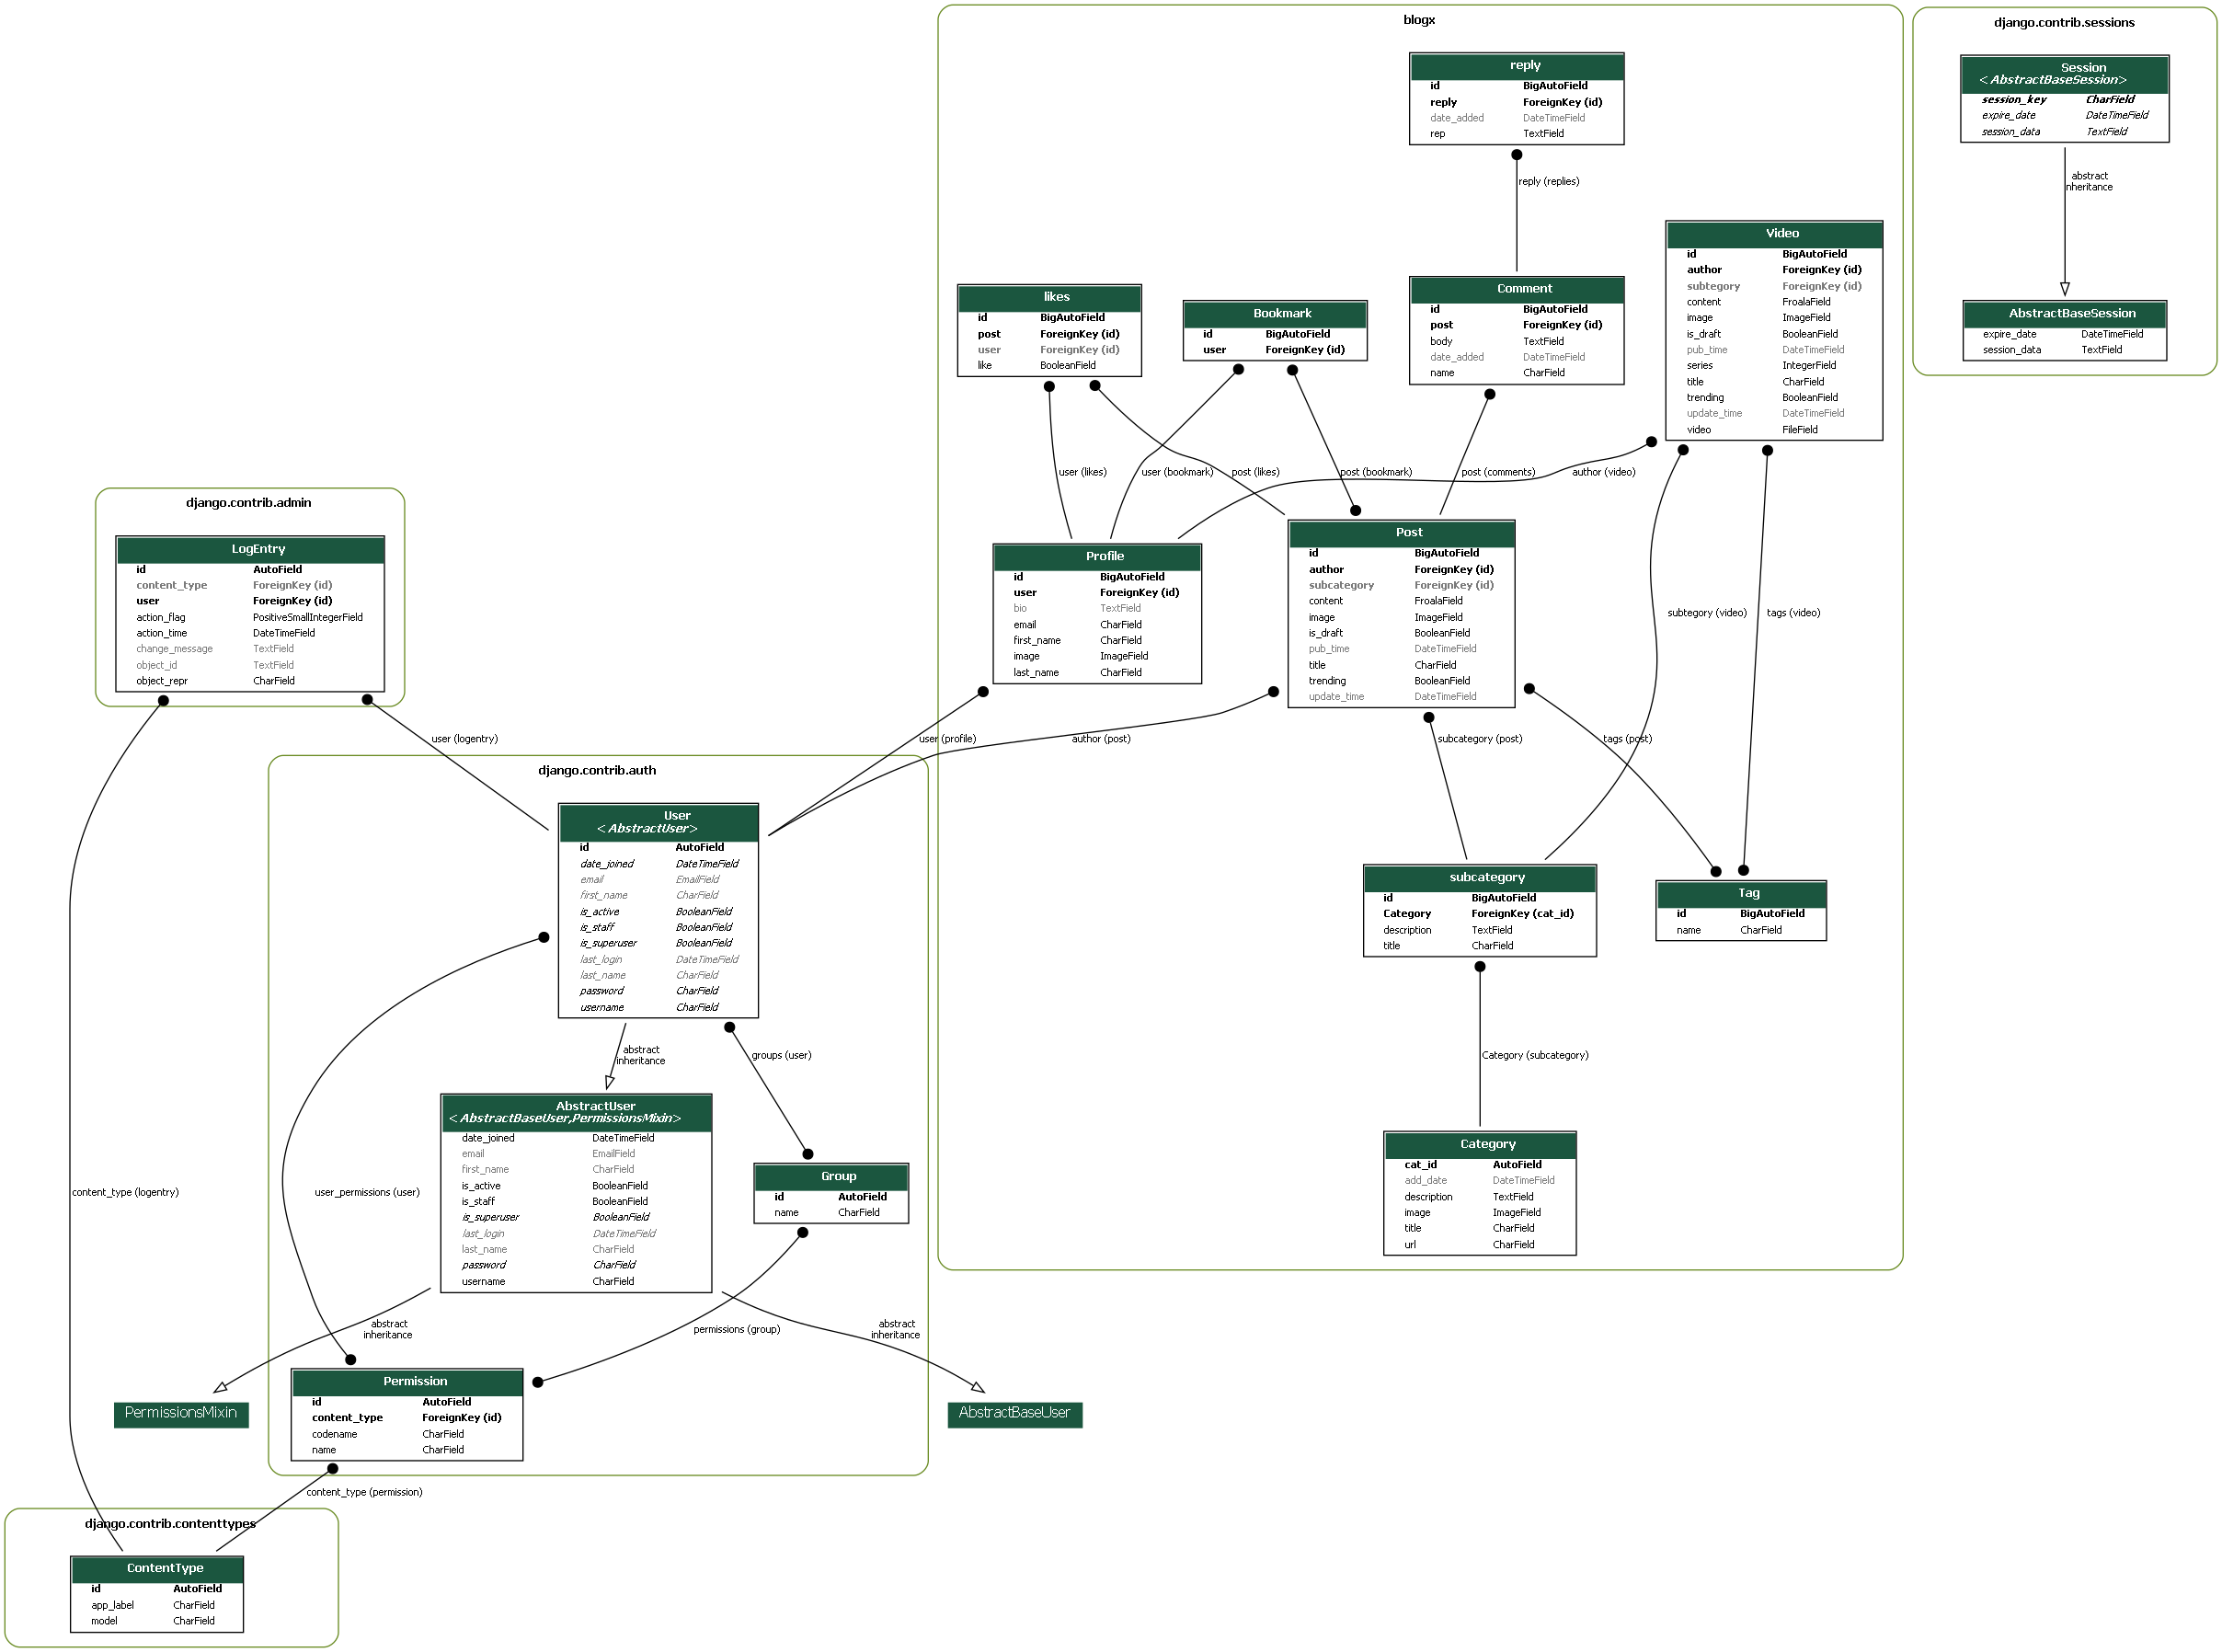 blogx
reply
id BigAutoField
reply ForeignKey (id)
date_added DateTimeField
rep TextField
reply (replies)
likes
id BigAutoField
post ForeignKey (id)
user ForeignKey (id)
like BooleanField
Bookmark
id BigAutoField
user ForeignKey (id)
Comment
id BigAutoField
post ForeignKey (id)
body TextField
date_added DateTimeField
name CharField
Video
id BigAutoField
author ForeignKey (id)
subtegory ForeignKey (id)
content FroalaField
image ImageField
is_draft BooleanField
pub_time DateTimeField
series IntegerField
title CharField
trending BooleanField
update_time DateTimeField
video FileField
user (likes)
user (bookmark)
post (likes)
post (bookmark)
post (comments)
author (video)
Profile
id BigAutoField
user ForeignKey (id)
bio TextField
email CharField
first_name CharField
image ImageField
last_name CharField
Post
id BigAutoField
author ForeignKey (id)
subcategory ForeignKey (id)
content FroalaField
image ImageField
is_draft BooleanField
pub_time DateTimeField
title CharField
trending BooleanField
update_time DateTimeField
subtegory (video)
tags (video)
user (profile)
author (post)
subcategory (post)
tags (post)
subcategory
id BigAutoField
Category ForeignKey (cat_id)
description TextField
title CharField
Tag
id BigAutoField
name CharField
Category (subcategory)
Category
cat_id AutoField
add_date DateTimeField
description TextField
image ImageField
title CharField
url CharField
django.contrib.sessions
Session
<AbstractBaseSession>
session_key CharField
expire_date DateTimeField
session_data TextField
abstract
nheritance
AbstractBaseSession
expire_date DateTimeField
session_data TextField
django.contrib.admin
LogEntry
id AutoField
content_type ForeignKey (id)
user ForeignKey (id)
action_flag PositiveSmallIntegerField
action_time DateTimeField
change_message TextField
object_id TextField
object_repr CharField
user (logentry)
content_type (logentry)
django.contrib.auth
User
<AbstractUser>
id AutoField
date_joined DateTimeField
email EmailField
first_name CharField
is_active BooleanField
is_staff BooleanField
is_superuser BooleanField
last_login DateTimeField
last_name CharField
password CharField
username CharField
abstract
inheritance
groups (user)
user_permissions (user)
AbstractUser
<AbstractBaseUser,PermissionsMixin>
date_joined DateTimeField
email EmailField
first_name CharField
is_active BooleanField
is_staff BooleanField
is_superuser BooleanField
last_login DateTimeField
last_name CharField
password CharField
username CharField
Group
id AutoField
name CharField
abstract
inheritance
permissions (group)
abstract
inheritance
PermissionsMixin
Permission
id AutoField
content_type ForeignKey (id)
codename CharField
name CharField
AbstractBaseUser
content_type (permission)
django.contrib.contenttypes
ContentType
id AutoField
app_label CharField
model CharField